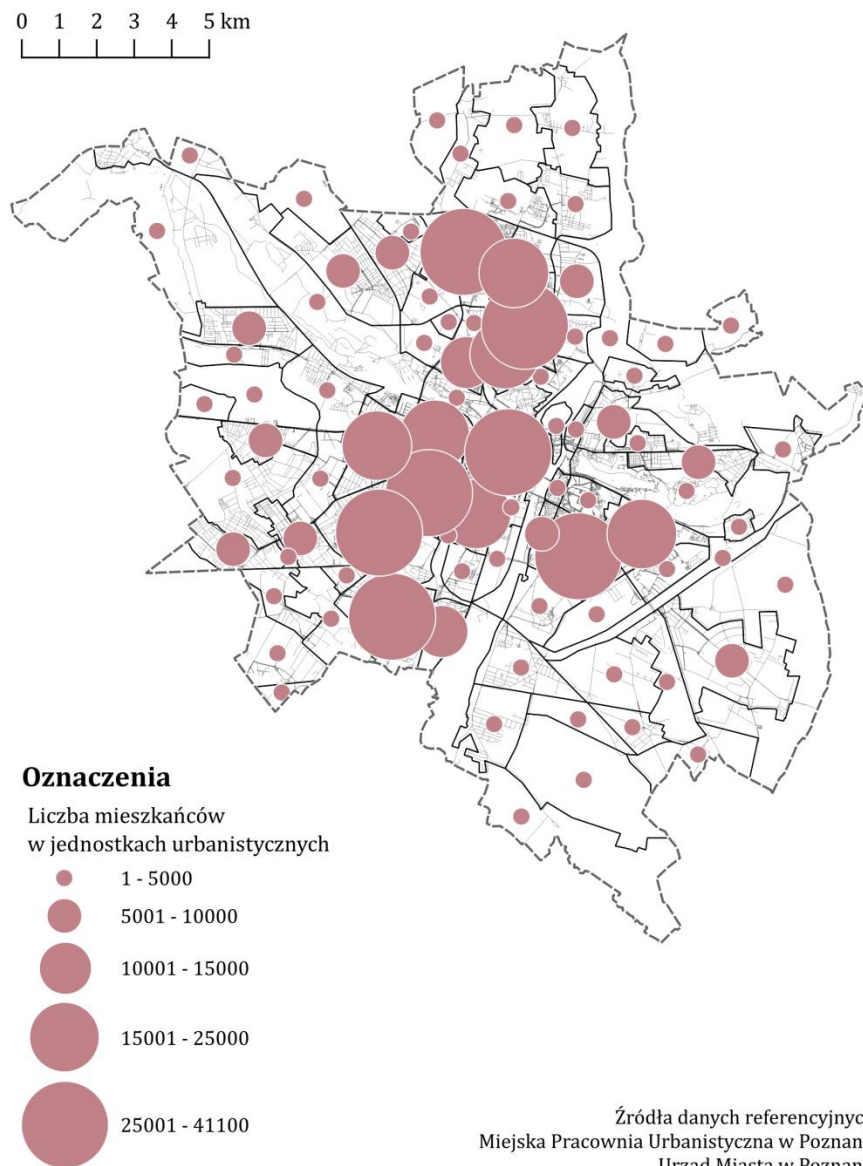 0 1 2 3 4 5 km
Oznaczenia
Liczba mieszkańców
w jednostkach urbanistycznych
1 - 5000
5001 - 10000
10001 - 15000
15001 - 25000
25001 - 41100
Źródła danych referencyjnyc
Miejska Pracownia Urbanistyczna w Poznan
Urząd Miasta w Poznan